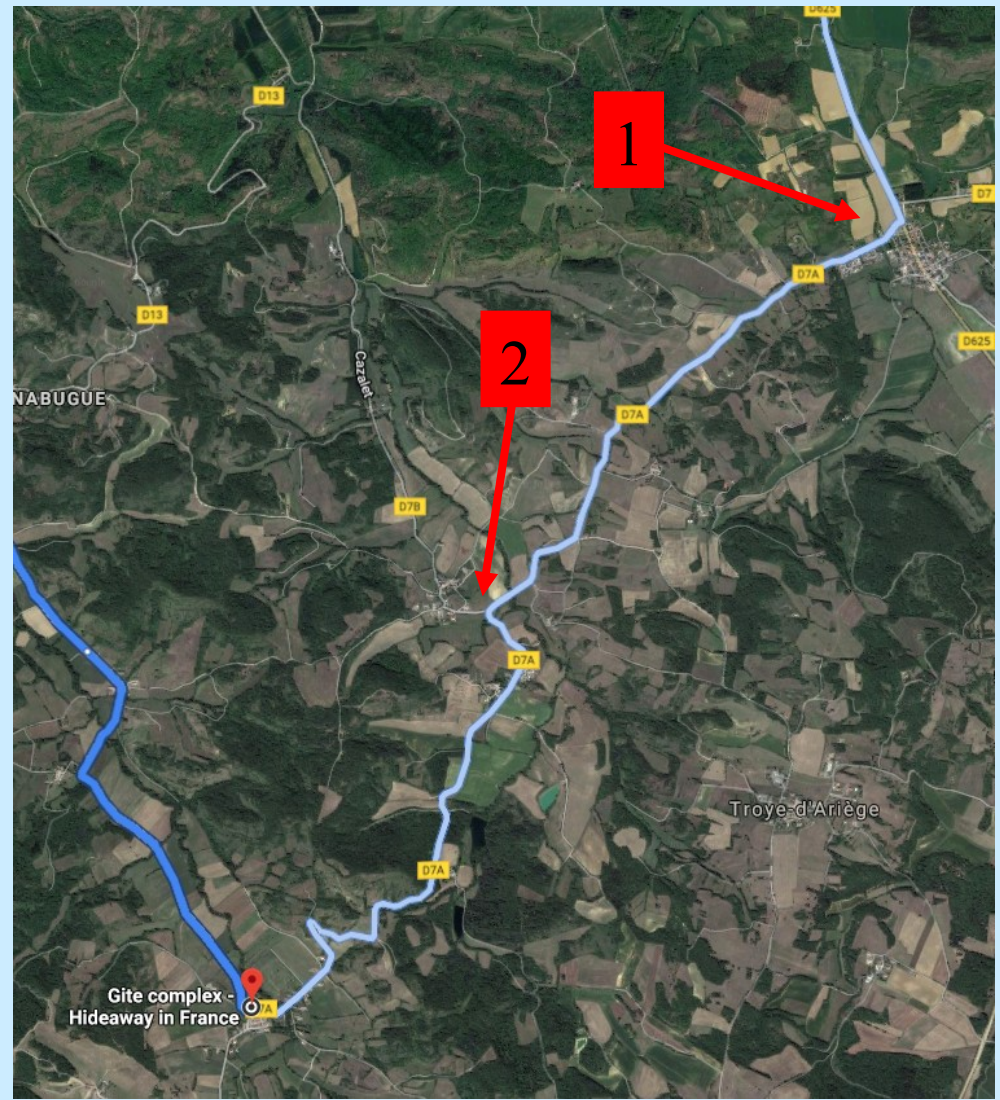 D625
D13
1
D7
D7A
D13
D625
2
Cazalet
NABUGUE
D7A
D7B
D7A
Troye-d'Ariège
D7A
Gite complex -
Hideaway in France
7A